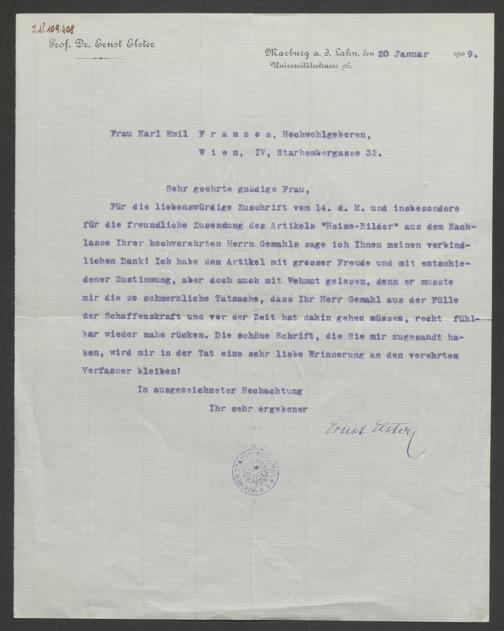 I.N. 109.408
Prof. Dr. Ernst Elster
Marburg a. d. Lahn, den 20 Januar 1909.
Universitätsstrasse 56.
Frau Karl Emil F r a n z o s, Hochwohlgeboren,
W i e n, IV, Starhembergasse 32.
Sehr geehrte gnädige Frau,
Für die liebenswürdige Zuschrift vom 14. d. M. und insbesondere
für die freundliche Zusendung des Artikels "Heine-Bilder" aus dem Nach-
lasse Ihrer hochverehrten Herrn Gemahls sage ich Ihnen meinen verbind-
lichen Dank! Ich habe den Artikel mit grosser Freude und mit entschie-
dener Zustimmung, aber doch auch mit Wehmut gelesen, denn er musste
mir die so schmerzliche Tatsache, dass Ihr Herr Gemahl aus der Fülle
der Schaffenskraft und vor der Zeit hat dahin gehen müssen, recht fühl-
bar wieder nahe rücken. Die schöne Schrift, die Sie mir zugesandt ha-
ben, wird mir in der Tat eine sehr liebe Erinnerung an den verehrten
Verfasser bleiben!
In ausgezeichneter Hochachtung
Ihr sehr ergebener
Ernst Elster